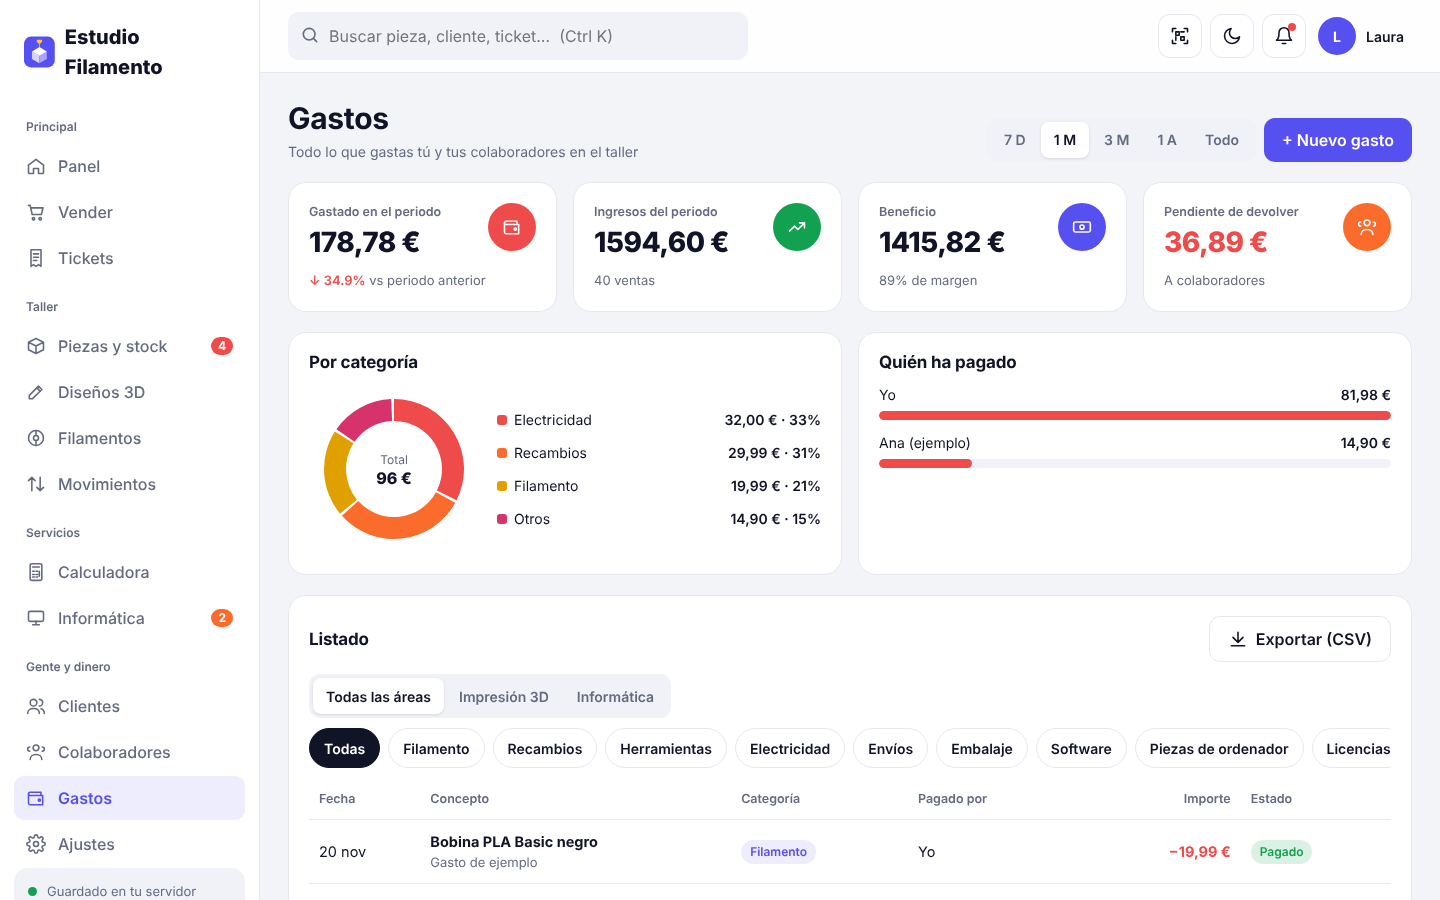 Estudio
Filamento
Principal
Panel
Vender
Tickets
Taller
Piezas y stock 4
Diseños 3D
Filamentos
Movimientos
Servicios
Calculadora
Informática 2
Gente y dinero
Clientes
Colaboradores
Gastos
Ajustes
Guardado en tu servidor
Buscar pieza, cliente, ticket... (Ctrl K)
L Laura
Gastos
Todo lo que gastas tú y tus colaboradores en el taller
7 D 1 M 3 M 1 A Todo
+ Nuevo gasto
Gastado en el periodo
178,78 €
↓ 34.9% vs periodo anterior
Ingresos del periodo
1594,60 €
40 ventas
Beneficio
1415,82 €
89% de margen
Pendiente de devolver
36,89 €
A colaboradores
Por categoría
Total
96 €
Electricidad 32,00 € · 33%
Recambios 29,99 € · 31%
Filamento 19,99 € · 21%
Otros 14,90 € · 15%
Quién ha pagado
Yo 81,98 €
Ana (ejemplo) 14,90 €
Listado
Exportar (CSV)
Todas las áreas Impresión 3D Informática
Todas Filamento Recambios Herramientas Electricidad Envíos Embalaje Software Piezas de ordenador Licencias
Fecha Concepto Categoría Pagado por Importe Estado
20 nov Bobina PLA Basic negro Filamento Yo −19,99 € Pagado
Gasto de ejemplo